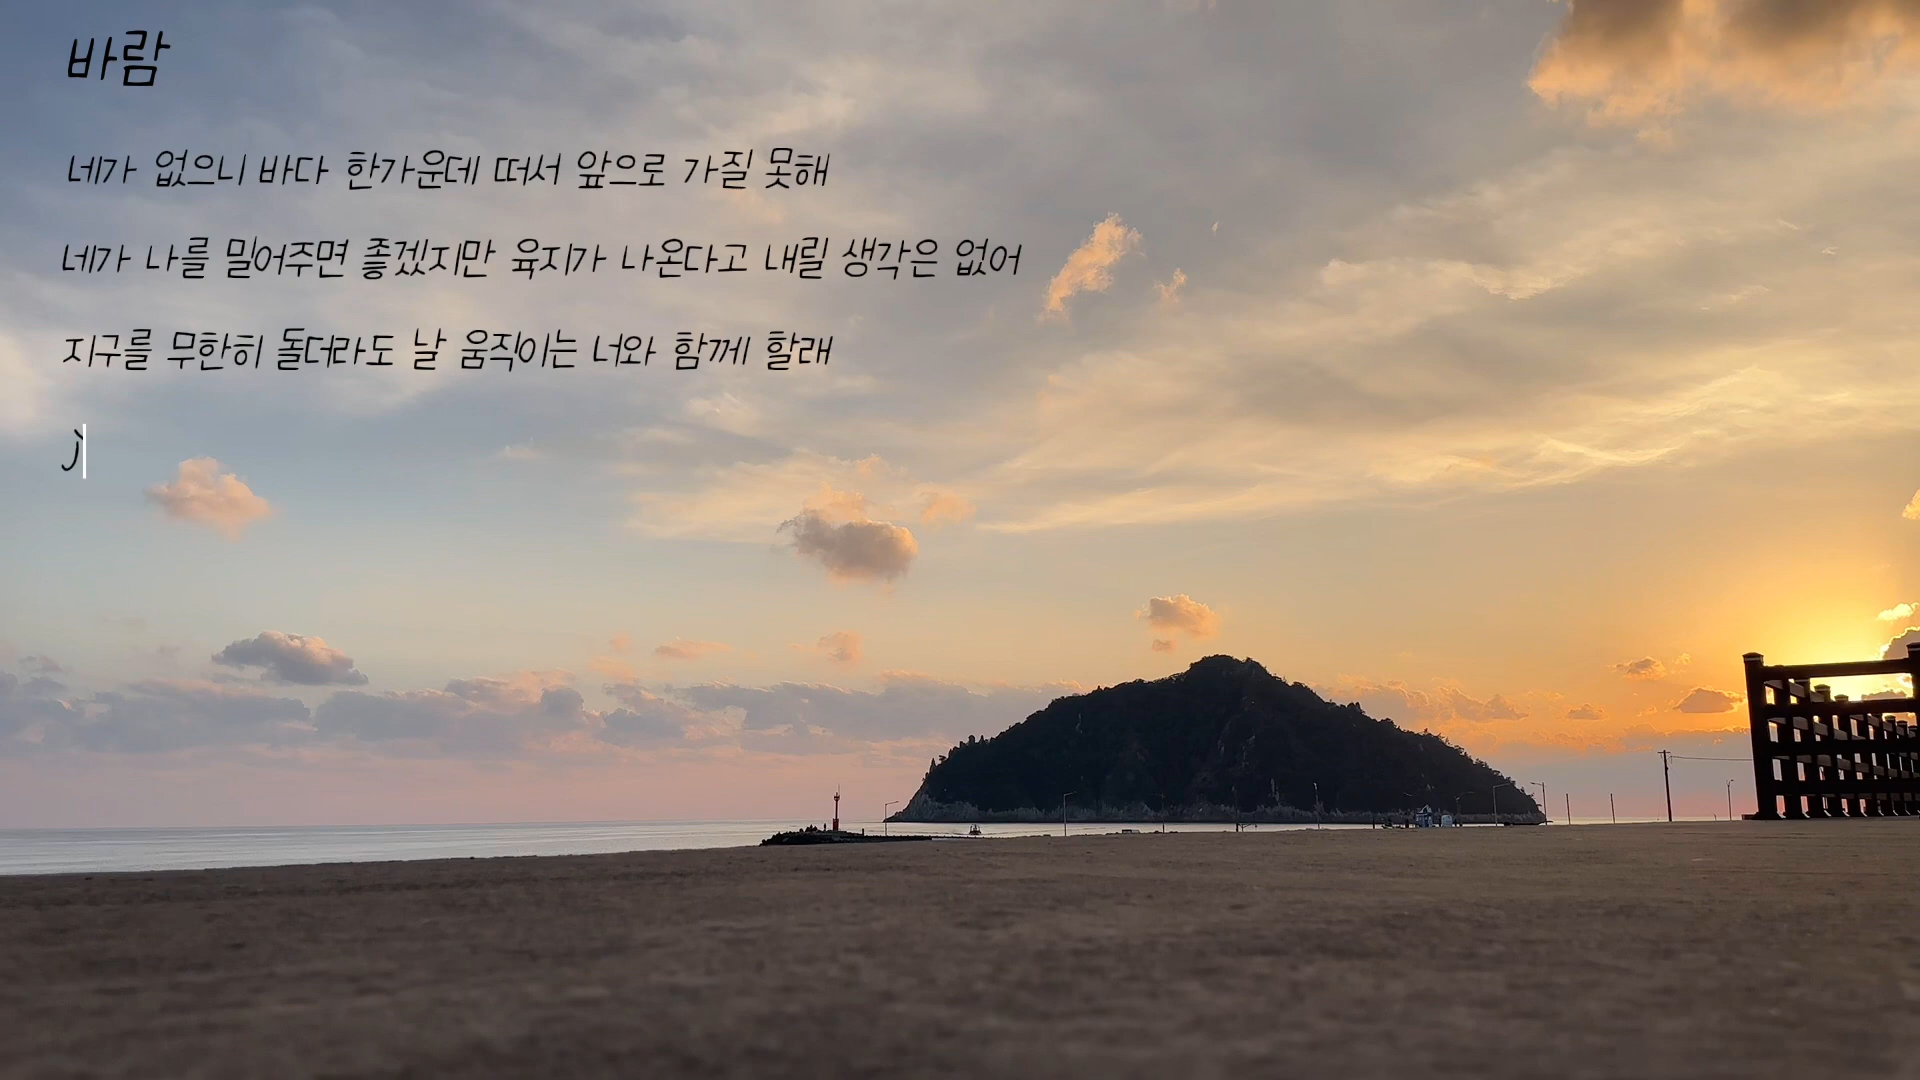 바람
네가 없으니 바다 한가운데 떠서 앞으로 가질 못해
네가 나를 밀어주면 좋겠지만 육지가 나온다고 내릴 생각은 없어
지구를 무한히 돌더라도 날 움직이는 너와 함께 할래